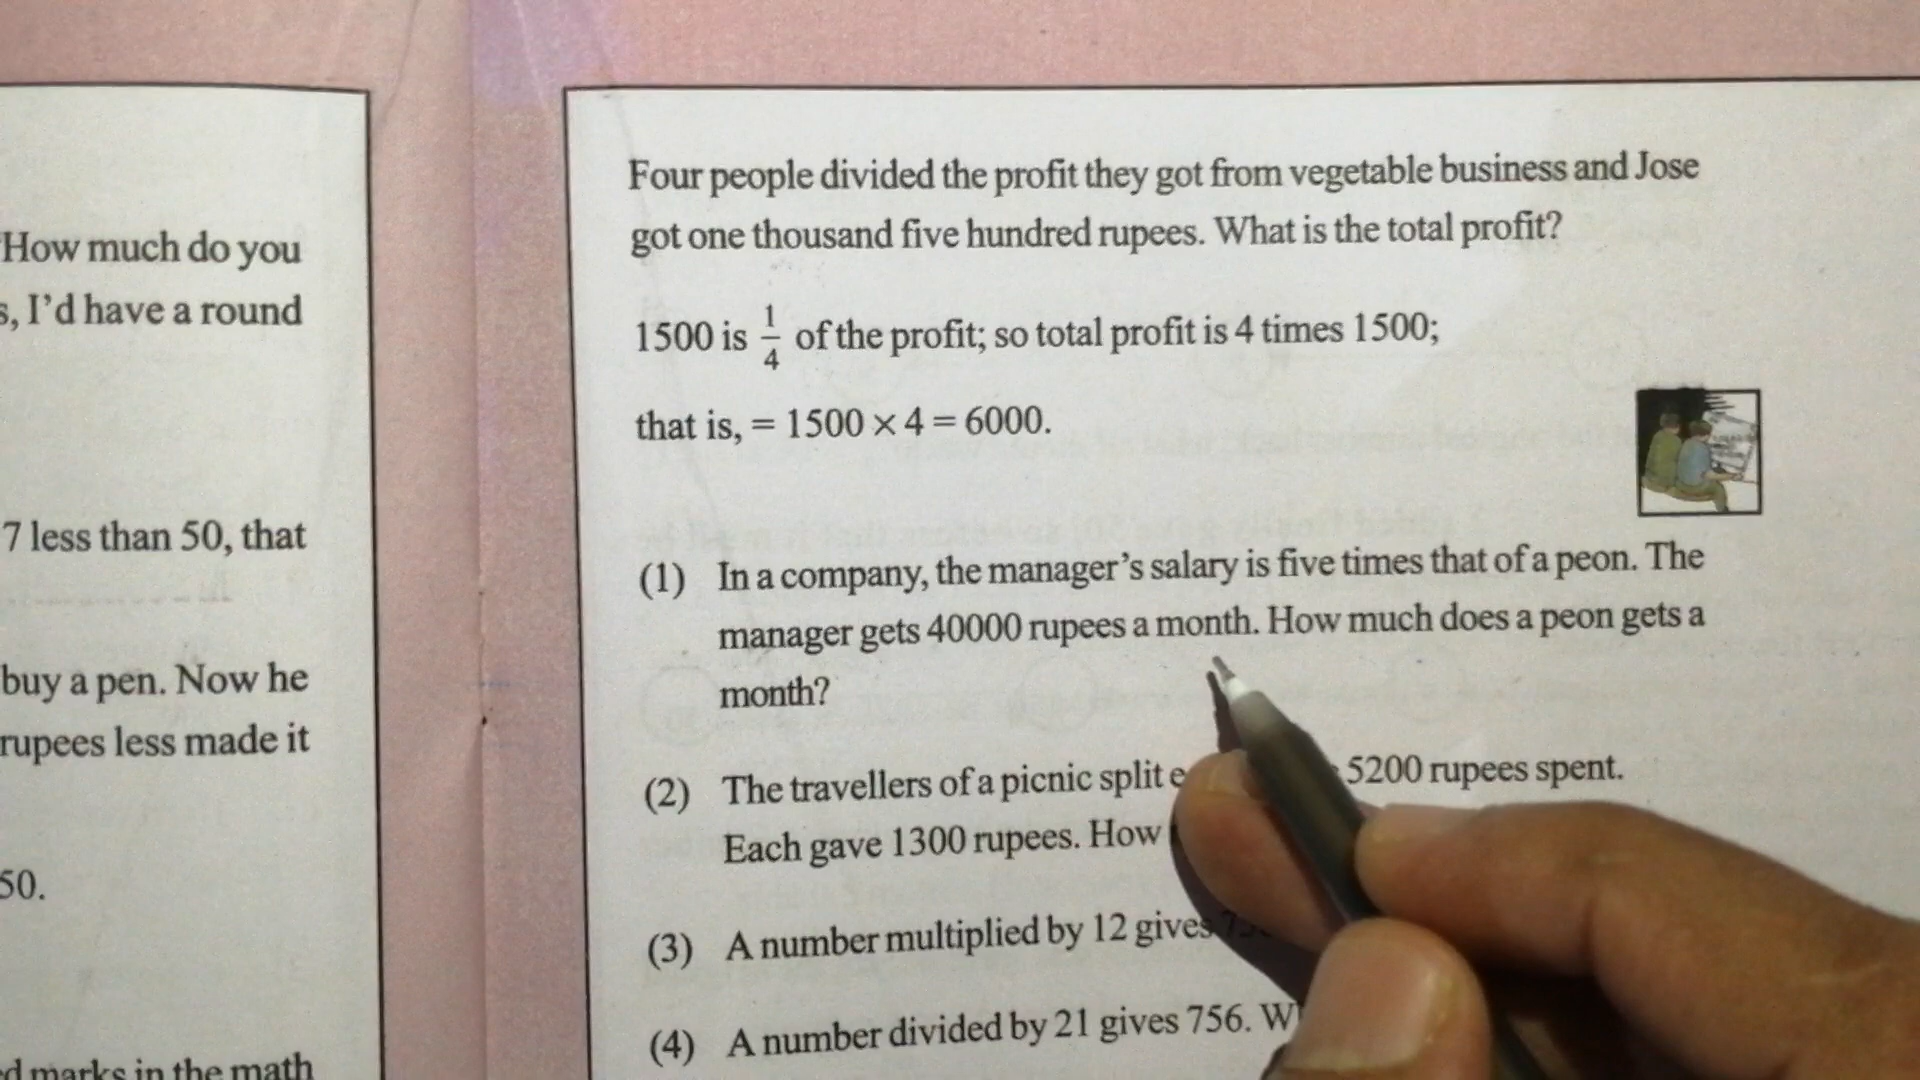 How much do you
s, I'd have a round
7 less than 50, that
buy a pen. Now he
rupees less made it
50.
marks in the math
Four people divided the profit they got from vegetable business and Jose
got one thousand five hundred rupees. What is the total profit?
1500 is 1/4 of the profit; so total profit is 4 times 1500;
that is, = 1500 × 4 = 6000.
(1) In a company, the manager's salary is five times that of a peon. The
manager gets 40000 rupees a month. How much does a peon gets a
month?
(2) The travellers of a picnic split 5200 rupees spent.
Each gave 1300 rupees. How
(3) A number multiplied by 12 gives
(4) A number divided by 21 gives 756.